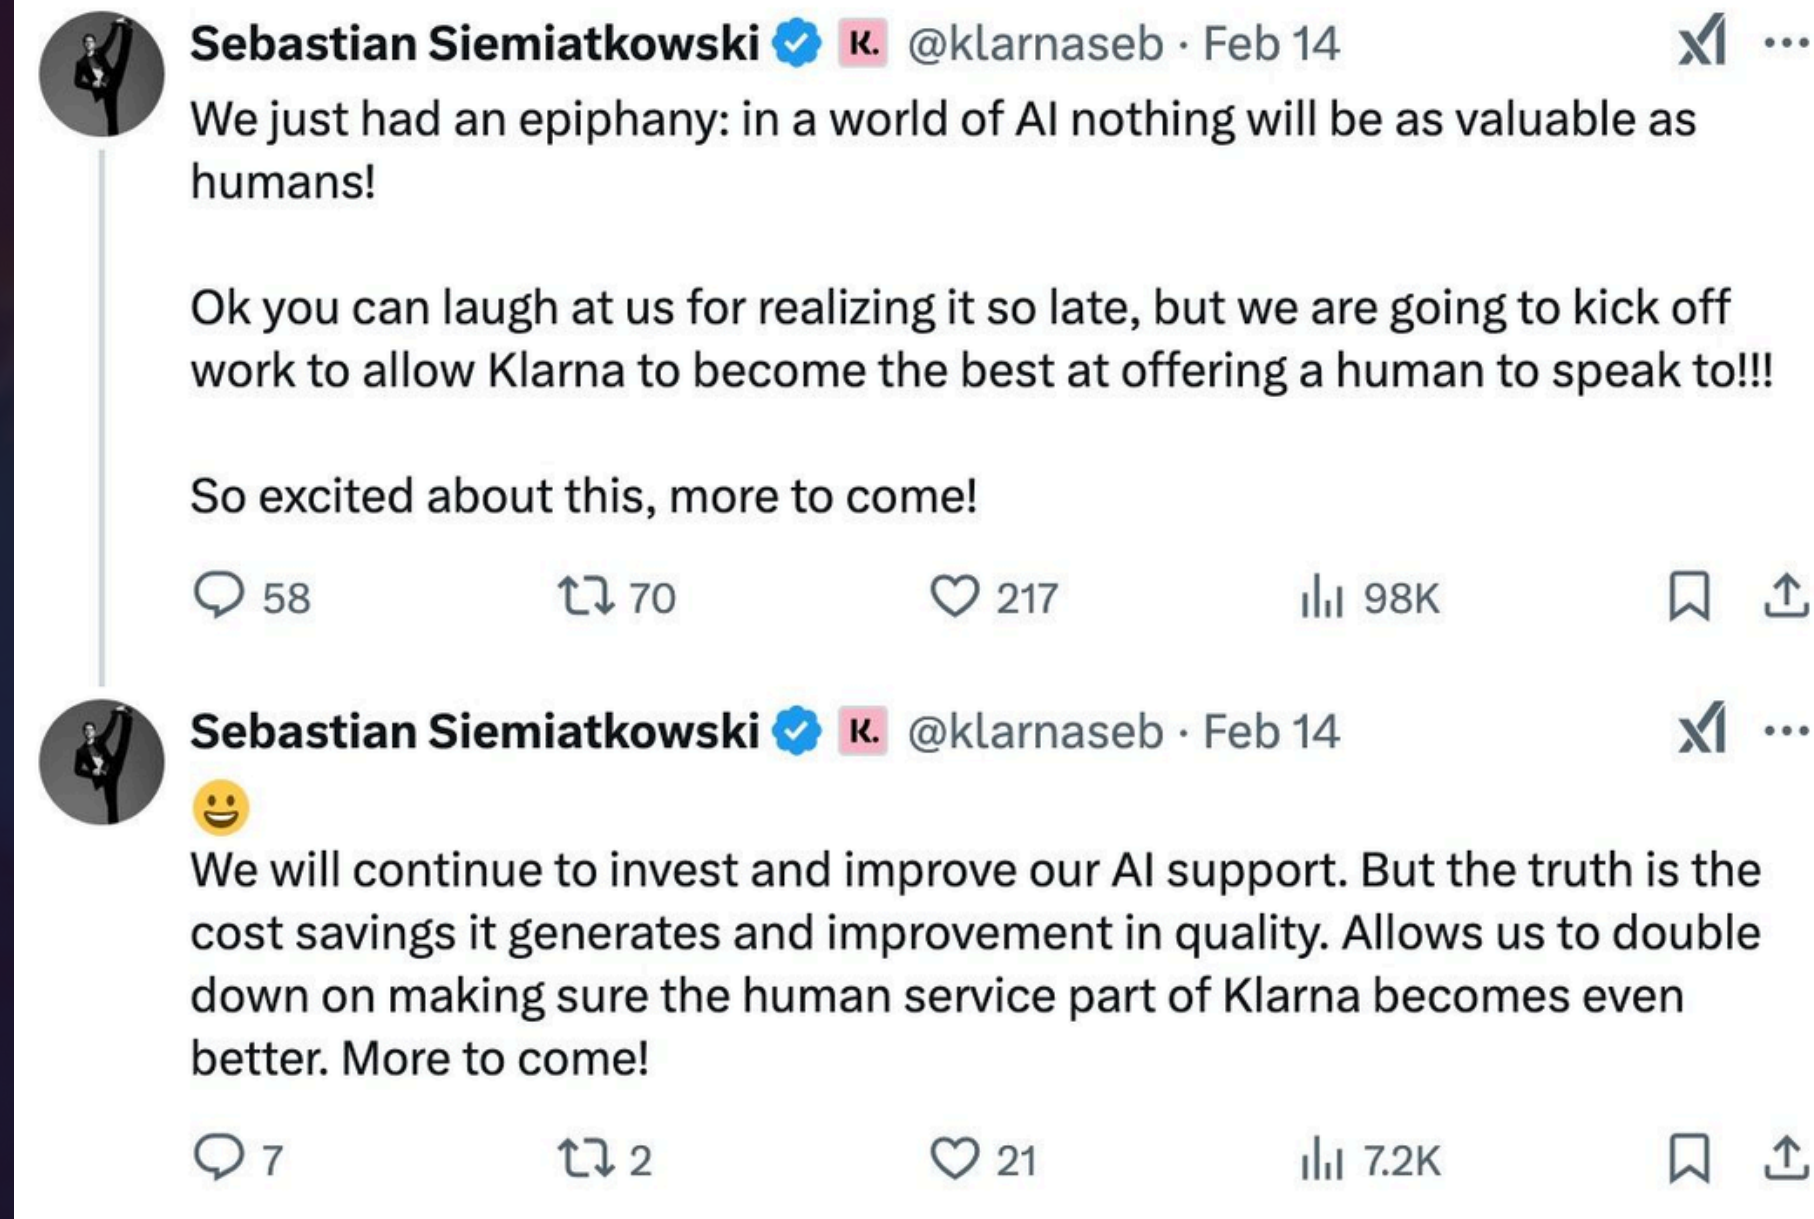 Sebastian Siemiatkowski K. @klarnaseb · Feb 14
We just had an epiphany: in a world of AI nothing will be as valuable as
humans!
Ok you can laugh at us for realizing it so late, but we are going to kick off
work to allow Klarna to become the best at offering a human to speak to!!!
So excited about this, more to come!
58 70 217 98K
Sebastian Siemiatkowski K. @klarnaseb · Feb 14
😀
We will continue to invest and improve our AI support. But the truth is the
cost savings it generates and improvement in quality. Allows us to double
down on making sure the human service part of Klarna becomes even
better. More to come!
7 2 21 7.2K